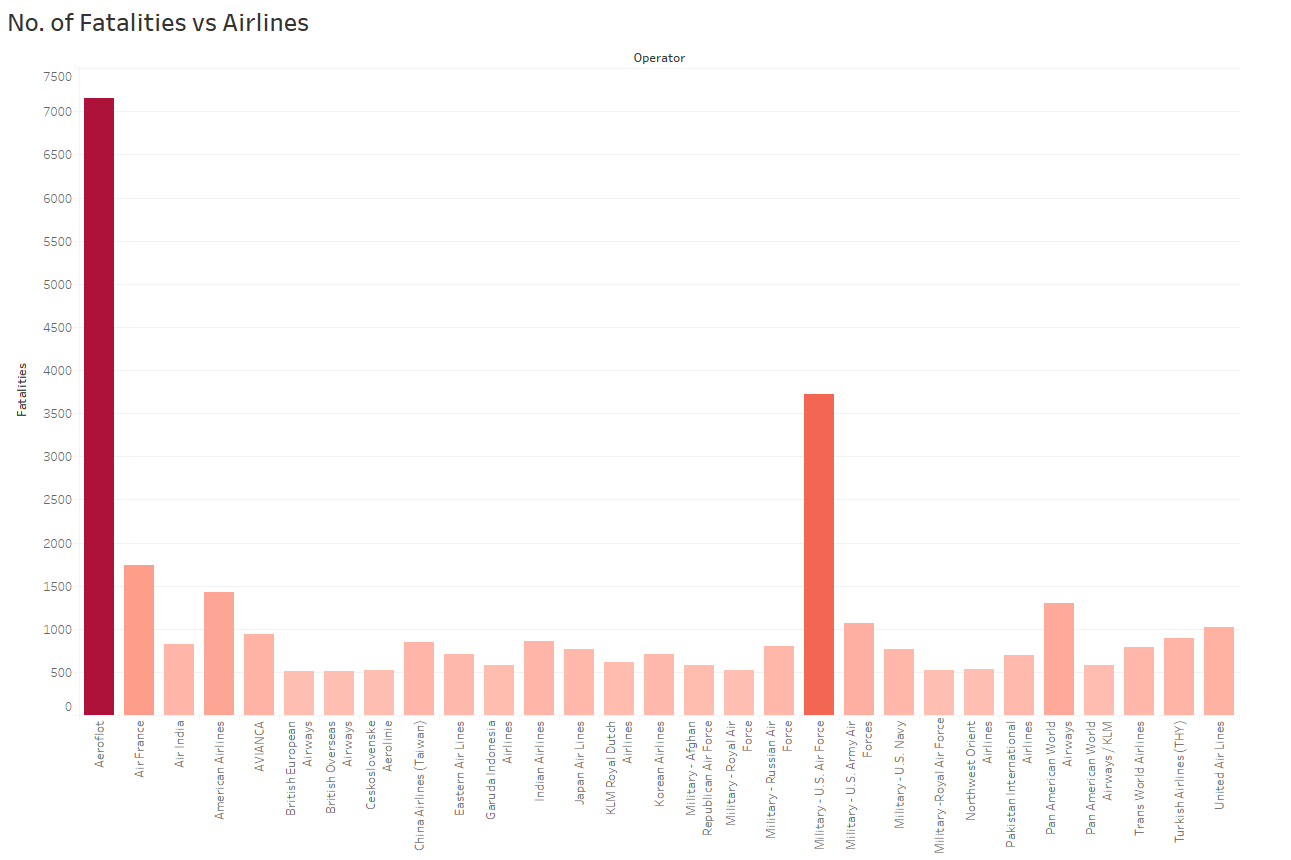 No. of Fatalities vs Airlines
Operator
7500
7000
6500
6000
5500
5000
4500
4000
3500
3000
2500
2000
1500
1000
500
0
Fatalities
Aeroflot
Air France
Air India
American Airlines
AVIANCA
British European
Airways
British Overseas
Airways
Ceskoslovenske
Aerolinie
China Airlines (Taiwan)
Eastern Air Lines
Garuda Indonesia
Airlines
Indian Airlines
Japan Air Lines
KLM Royal Dutch
Airlines
Korean Airlines
Military - Afghan
Republican Air Force
Military - Royal Air
Force
Military - Russian Air
Force
Military - U.S. Air Force
Military - U.S. Army Air
Forces
Military - U.S. Navy
Military -Royal Air Force
Northwest Orient
Airlines
Pakistan International
Airlines
Pan American World
Airways
Pan American World
Airways / KLM
Trans World Airlines
Turkish Airlines (THY)
United Air Lines